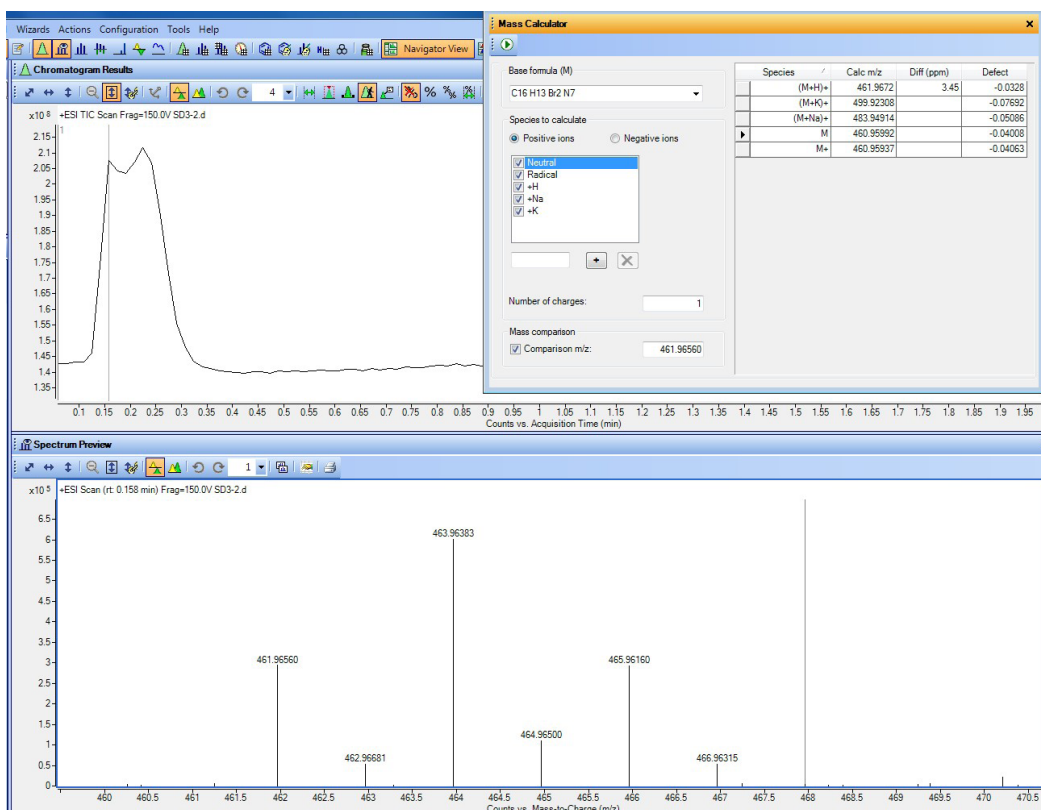 Wizards Actions Configuration Tools Help
Navigator View
Chromatogram Results
4
x10 8 +ESI TIC Scan Frag=150.0V SD3-2.d
1
2.15
2.1
2.05
2
1.95
1.9
1.85
1.8
1.75
1.7
1.65
1.6
1.55
1.5
1.45
1.4
1.35
0.1 0.15 0.2 0.25 0.3 0.35 0.4 0.45 0.5 0.55 0.6 0.65 0.7 0.75 0.8 0.85 0.9 0.95 1 1.05 1.1 1.15 1.2 1.25 1.3 1.35 1.4 1.45 1.5 1.55 1.6 1.65 1.7 1.75 1.8 1.85 1.9 1.95
Counts vs. Acquisition Time (min)
Mass Calculator
Base formula (M)
C16 H13 Br2 N7
Species to calculate
Positive ions Negative ions
Neutral
Radical
+H
+Na
+K
Number of charges: 1
Mass comparison
Comparison m/z: 461.96560
Species Calc m/z Diff (ppm) Defect
(M+H)+ 461.9672 3.45 -0.0328
(M+K)+ 499.92308 -0.07692
(M+Na)+ 483.94914 -0.05086
M 460.95992 -0.04008
M+ 460.95937 -0.04063
Spectrum Preview
1
x10 5 +ESI Scan (rt: 0.158 min) Frag=150.0V SD3-2.d
6.5
6
5.5
5
4.5
4
3.5
3
2.5
2
1.5
1
0.5
0
463.96383
461.96560
465.96160
464.96500
462.96681
466.96315
460 460.5 461 461.5 462 462.5 463 463.5 464 464.5 465 465.5 466 466.5 467 467.5 468 468.5 469 469.5 470 470.5
Counts vs. Mass-to-Charge (m/z)